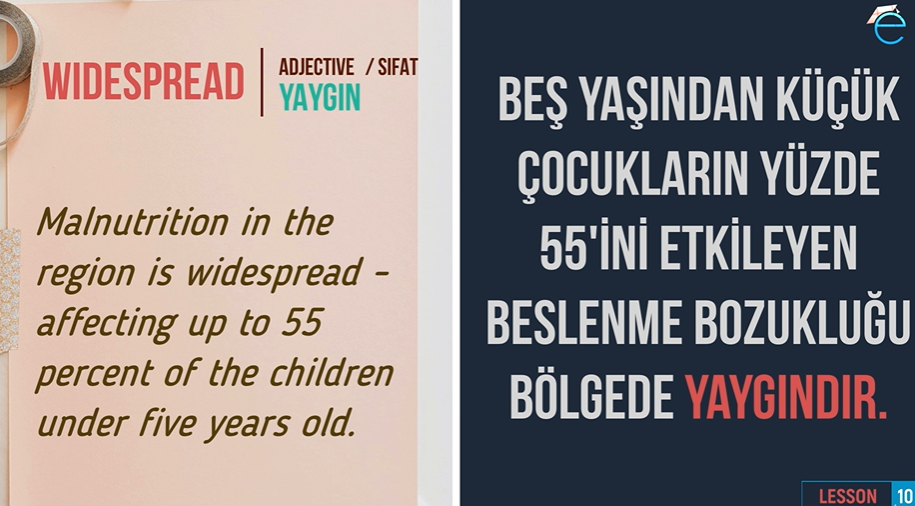 WIDESPREAD
ADJECTIVE / SIFAT
YAYGIN
Malnutrition in the
region is widespread -
affecting up to 55
percent of the children
under five years old.
BEŞ YAŞINDAN KÜÇÜK
ÇOCUKLARIN YÜZDE
55'İNİ ETKİLEYEN
BESLENME BOZUKLUĞU
BÖLGEDE YAYGINDIR.
LESSON 10